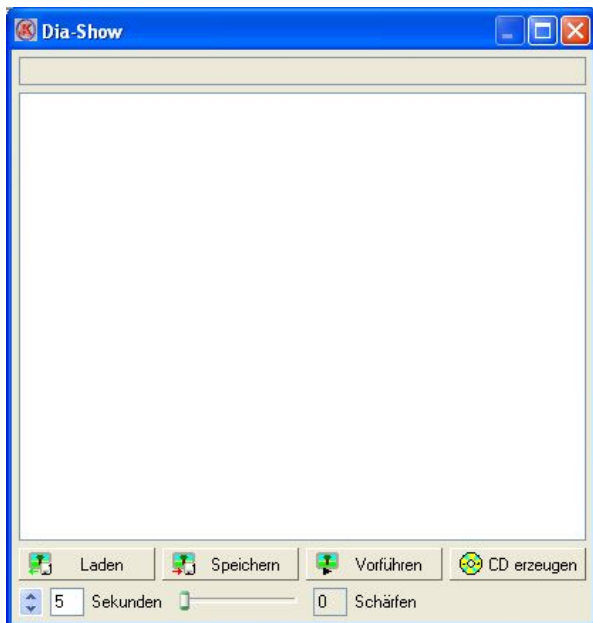 Dia-Show
Laden Speichern Vorführen CD erzeugen
5 Sekunden 0 Schärfen